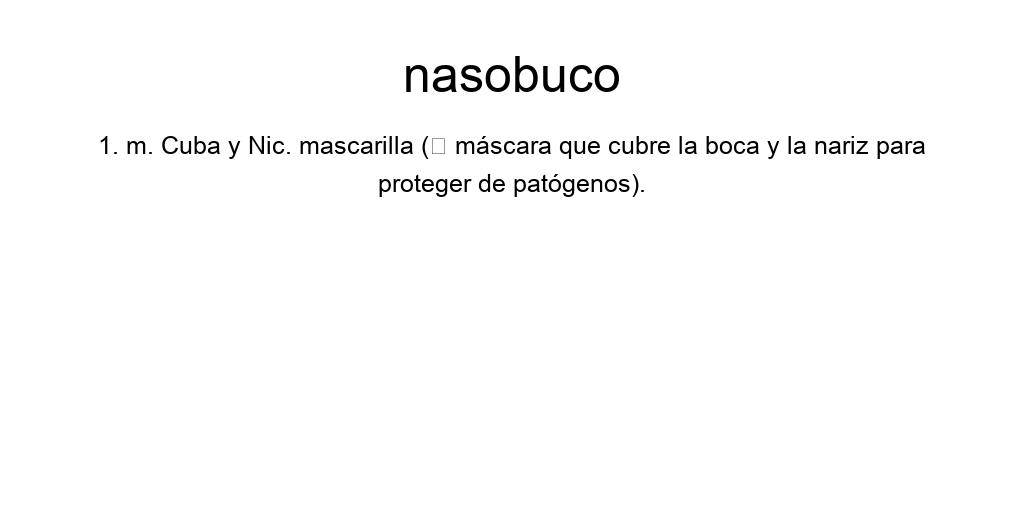 nasobuco
1. m. Cuba y Nic. mascarilla (▯ máscara que cubre la boca y la nariz para
proteger de patógenos).